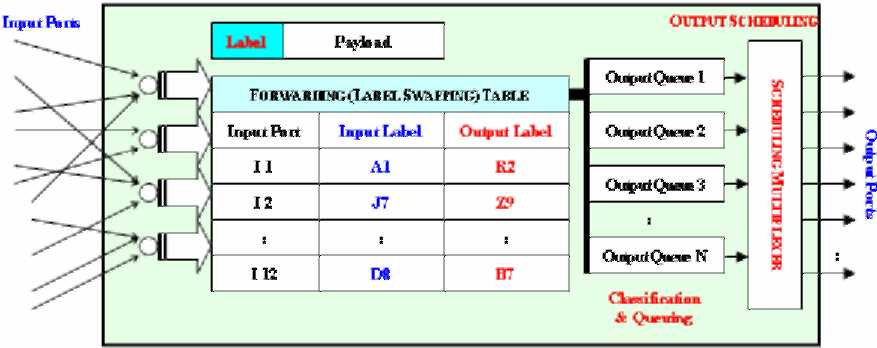 Input Ports
OUTPUT SCHEDULING
Label Payload
FORWARDING (LABEL SWAPPING) TABLE
Input Port Input Label Output Label
I 1 A1 K2
I 2 J7 Z9
: : :
I 12 D8 H7
Output Queue 1
Output Queue 2
Output Queue 3
:
Output Queue N
Classification
& Queuing
SCHEDULING MULTIPLEXER
Output Ports
: